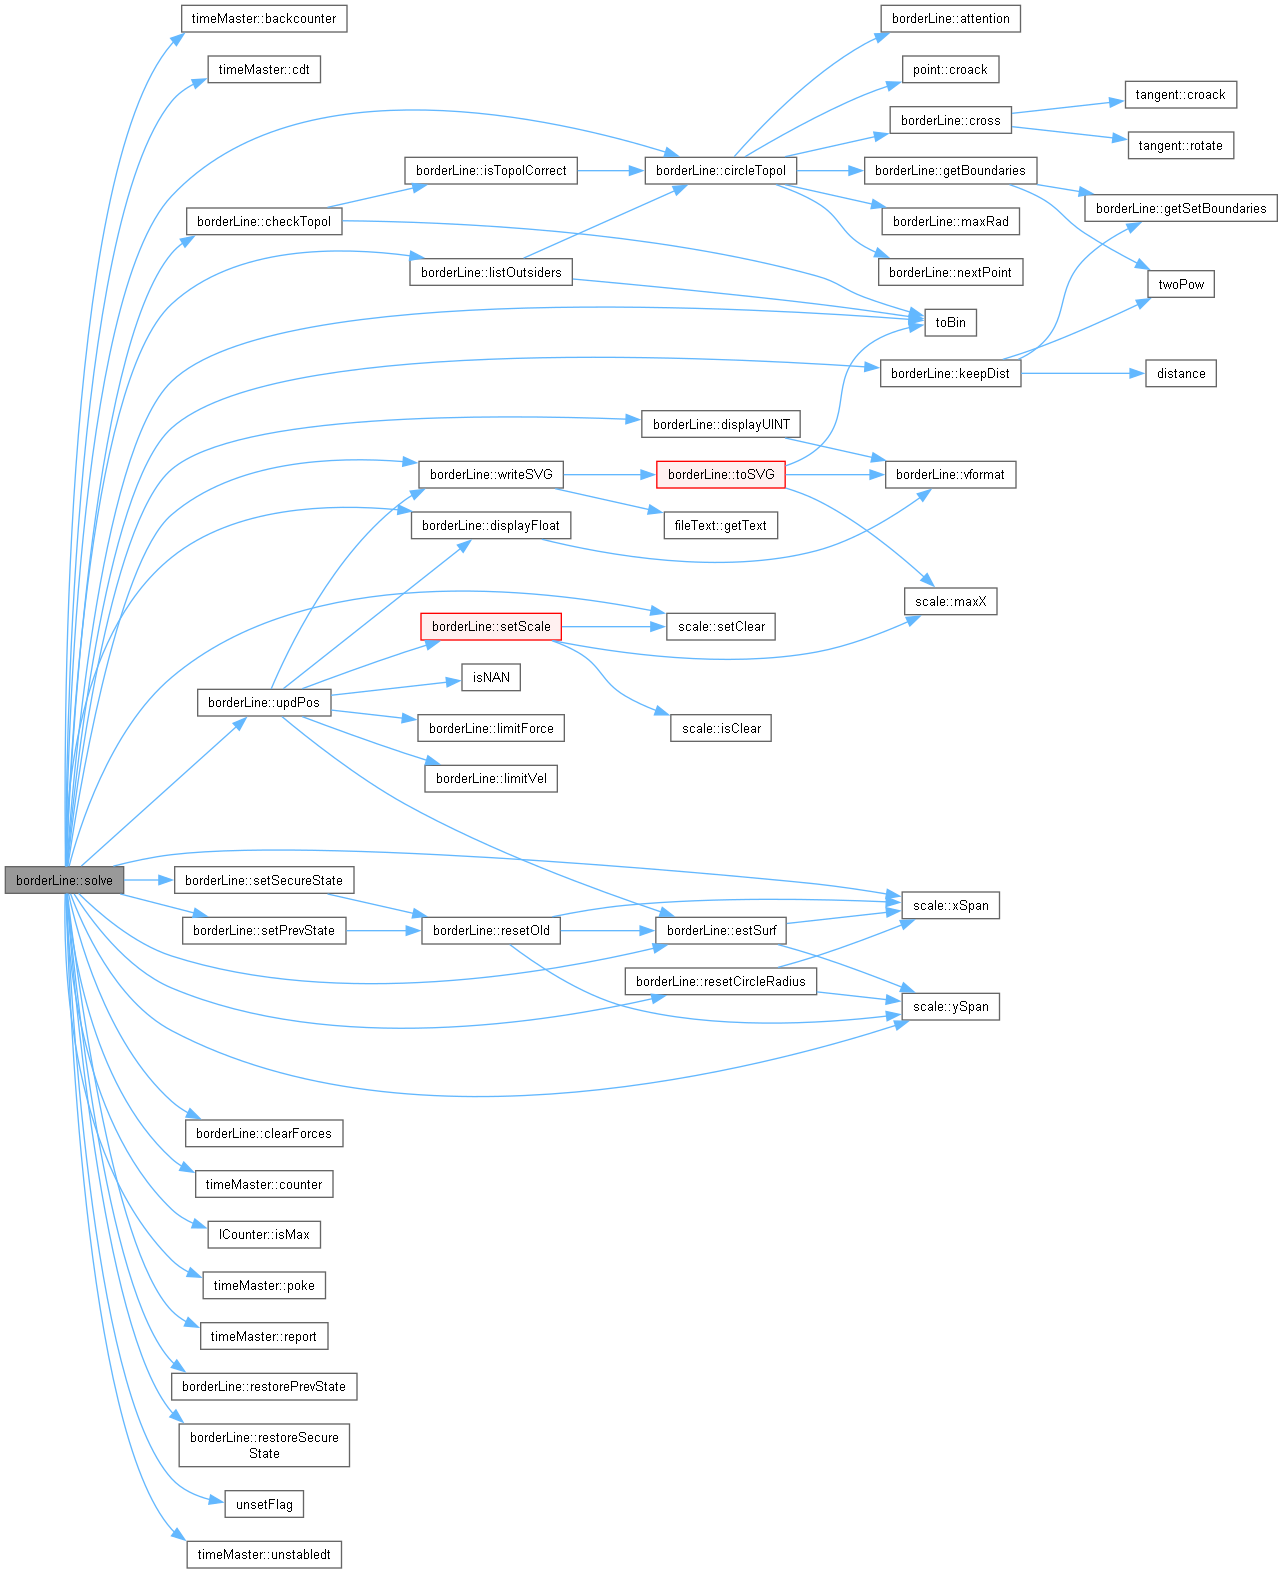 timeMaster::backcounter
borderLine::attention
timeMaster::cdt
point::croack
tangent::croack
borderLine::cross
tangent::rotate
borderLine::isTopolCorrect
borderLine::circleTopol
borderLine::getBoundaries
borderLine::getSetBoundaries
borderLine::checkTopol
borderLine::maxRad
borderLine::listOutsiders
borderLine::nextPoint
twoPow
toBin
borderLine::keepDist
distance
borderLine::displayUINT
borderLine::writeSVG
borderLine::toSVG
borderLine::vformat
borderLine::displayFloat
fileText::getText
scale::maxX
borderLine::setScale
scale::setClear
isNAN
borderLine::updPos
borderLine::limitForce
scale::isClear
borderLine::limitVel
borderLine::solve
borderLine::setSecureState
scale::xSpan
borderLine::setPrevState
borderLine::resetOld
borderLine::estSurf
borderLine::resetCircleRadius
scale::ySpan
borderLine::clearForces
timeMaster::counter
ICounter::isMax
timeMaster::poke
timeMaster::report
borderLine::restorePrevState
borderLine::restoreSecure
State
unsetFlag
timeMaster::unstabledt